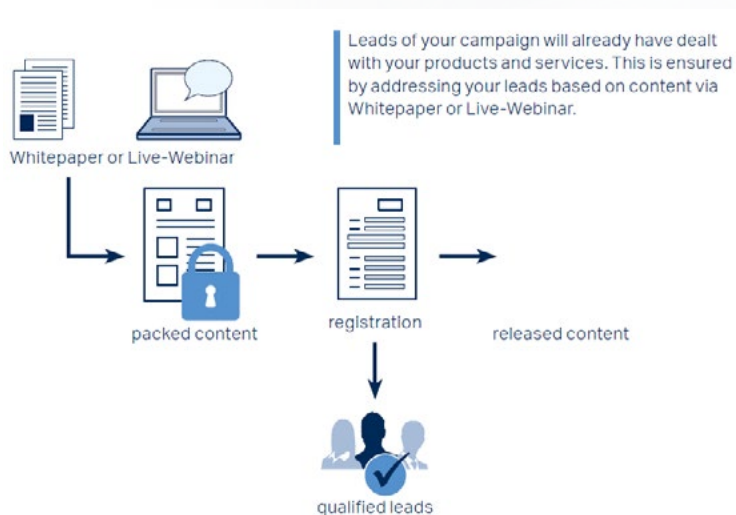 Leads of your campaign will already have dealt
with your products and services. This is ensured
by addressing your leads based on content via
Whitepaper or Live-Webinar.
Whitepaper or Live-Webinar
packed content
registration
released content
qualified leads